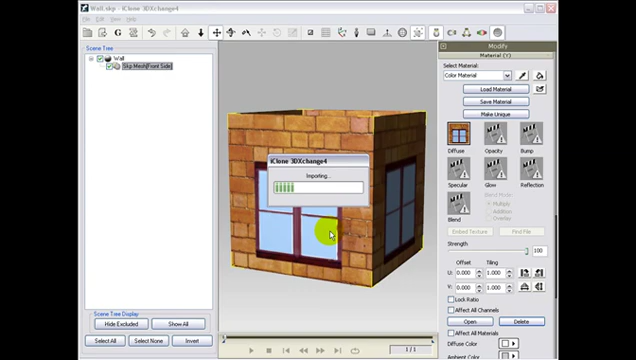 Wall.skp - iClone 3DXchange4
File Edit View Help
Scene Tree
Wall
Skp-Mesh[Front Side]
iClone 3DXchange4
Importing...
Scene Tree Display
Hide Excluded
Show All
Select All
Select None
Invert
1 / 1
Modify
Material (Y)
Select Material:
Color Material
Load Material
Save Material
Make Unique
Diffuse
Opacity
Bump
Specular
Glow
Reflection
Blend
Blend Mode:
Multiply
Addition
Overlay
Embed Texture
Find File
Strength
100
Offset
Tiling
U: 0.000 1.000
V: 0.000 1.000
Lock Ratio
Affect All Channels
Open
Delete
Affect All Materials
Diffuse Color
Ambient Color